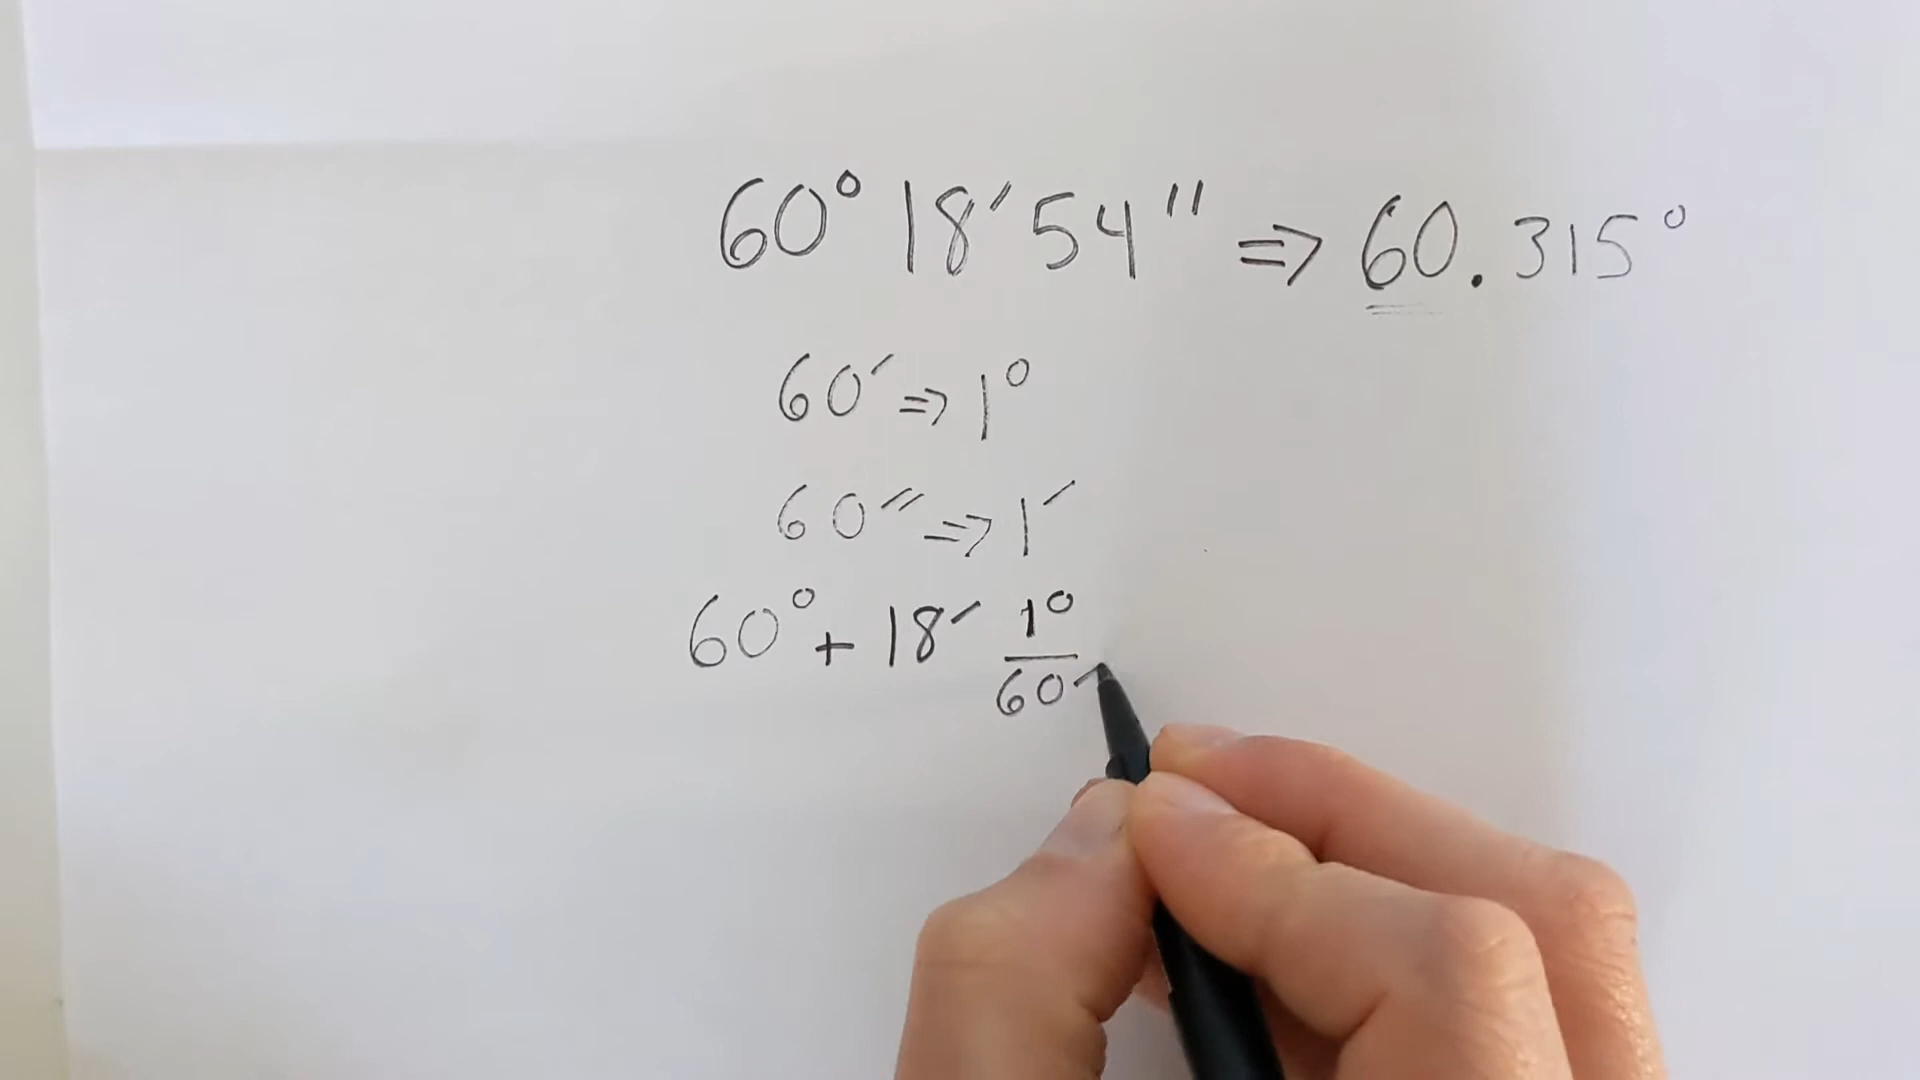 60° 18′ 54″ ⇒ 60.315°
60′ ⇒ 1°
60″ ⇒ 1′
60° + 18′ 1°/60′